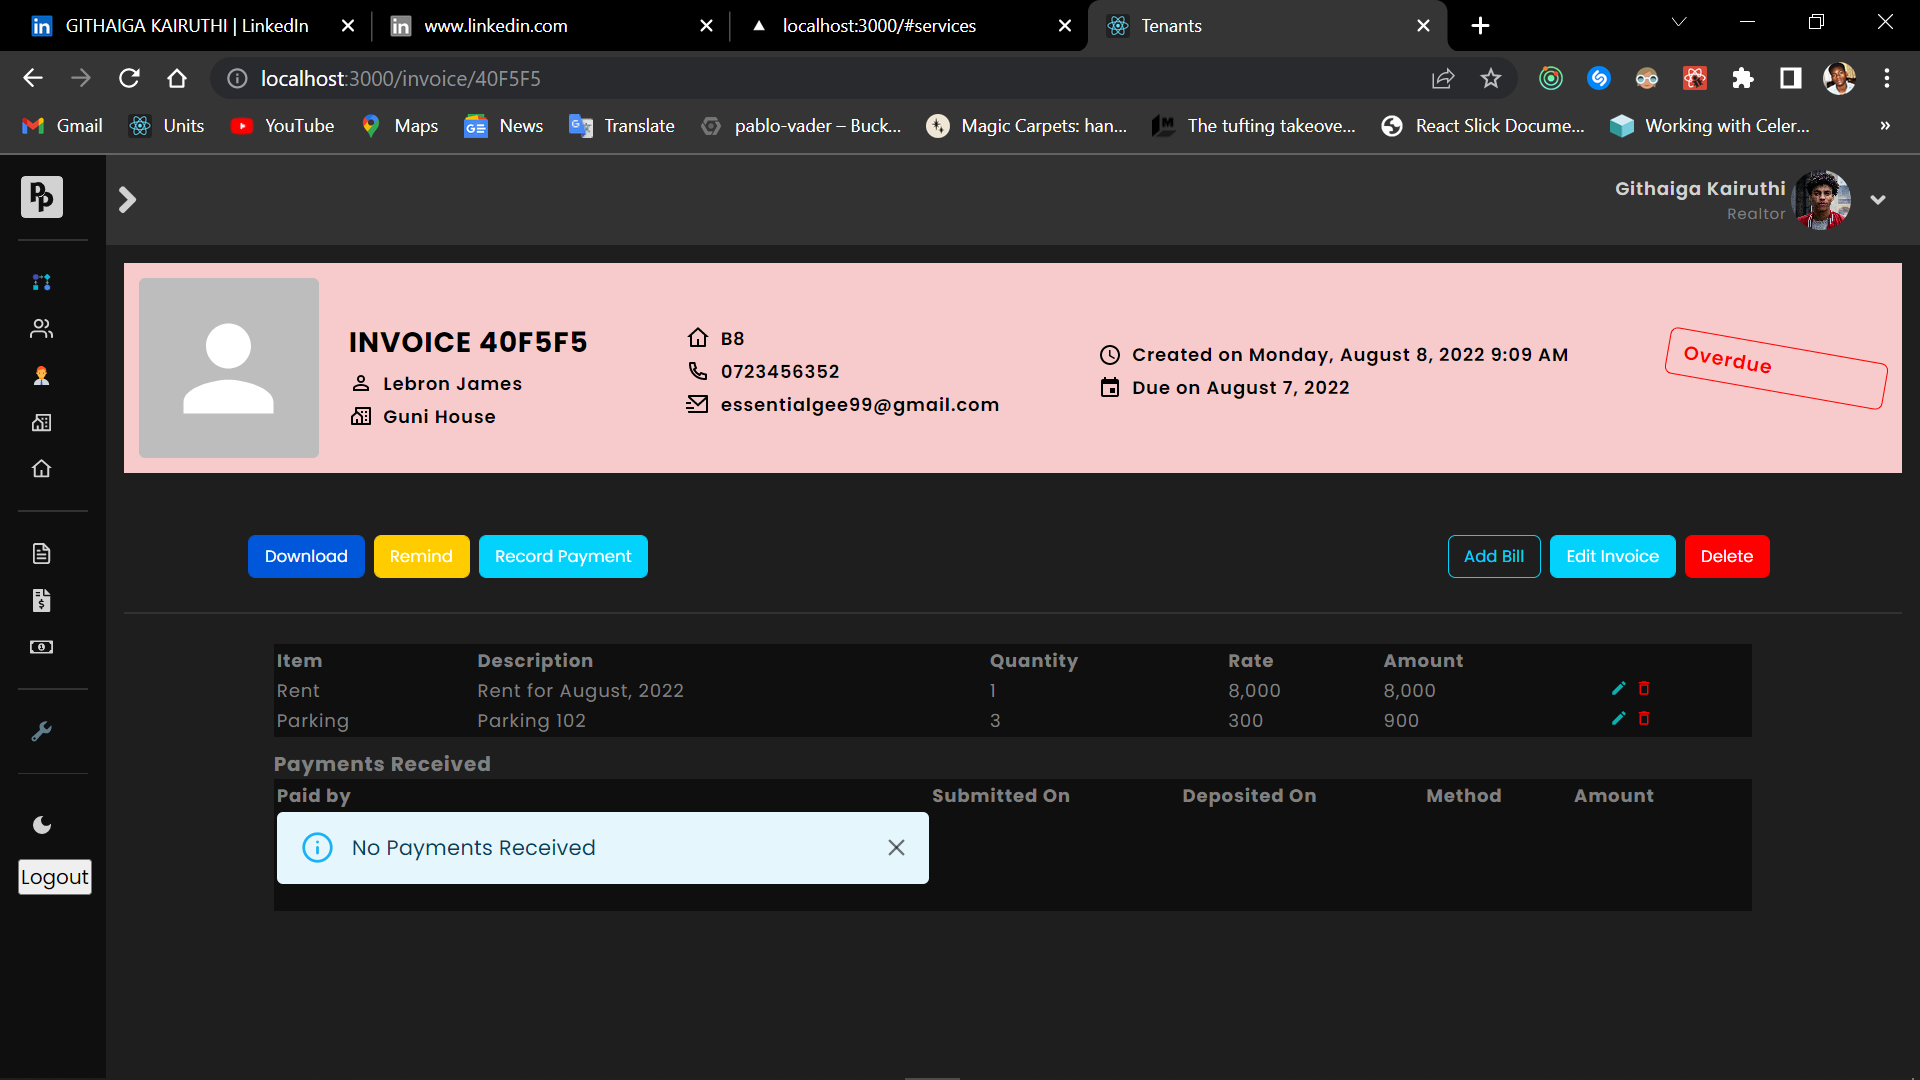 GITHAIGA KAIRUTHI | LinkedIn
www.linkedin.com
localhost:3000/#services
Tenants
localhost:3000/invoice/40F5F5
Gmail
Units
YouTube
Maps
News
Translate
pablo-vader – Buck...
Magic Carpets: han...
The tufting takeove...
React Slick Docume...
Working with Celer...
»
Pp
Githaiga Kairuthi
Realtor
INVOICE 40F5F5
Lebron James
Guni House
B8
0723456352
essentialgee99@gmail.com
Created on Monday, August 8, 2022 9:09 AM
Due on August 7, 2022
Overdue
Download
Remind
Record Payment
Add Bill
Edit Invoice
Delete
Item Description Quantity Rate Amount
Rent Rent for August, 2022 1 8,000 8,000
Parking Parking 102 3 300 900
Payments Received
Paid by Submitted On Deposited On Method Amount
No Payments Received
Logout